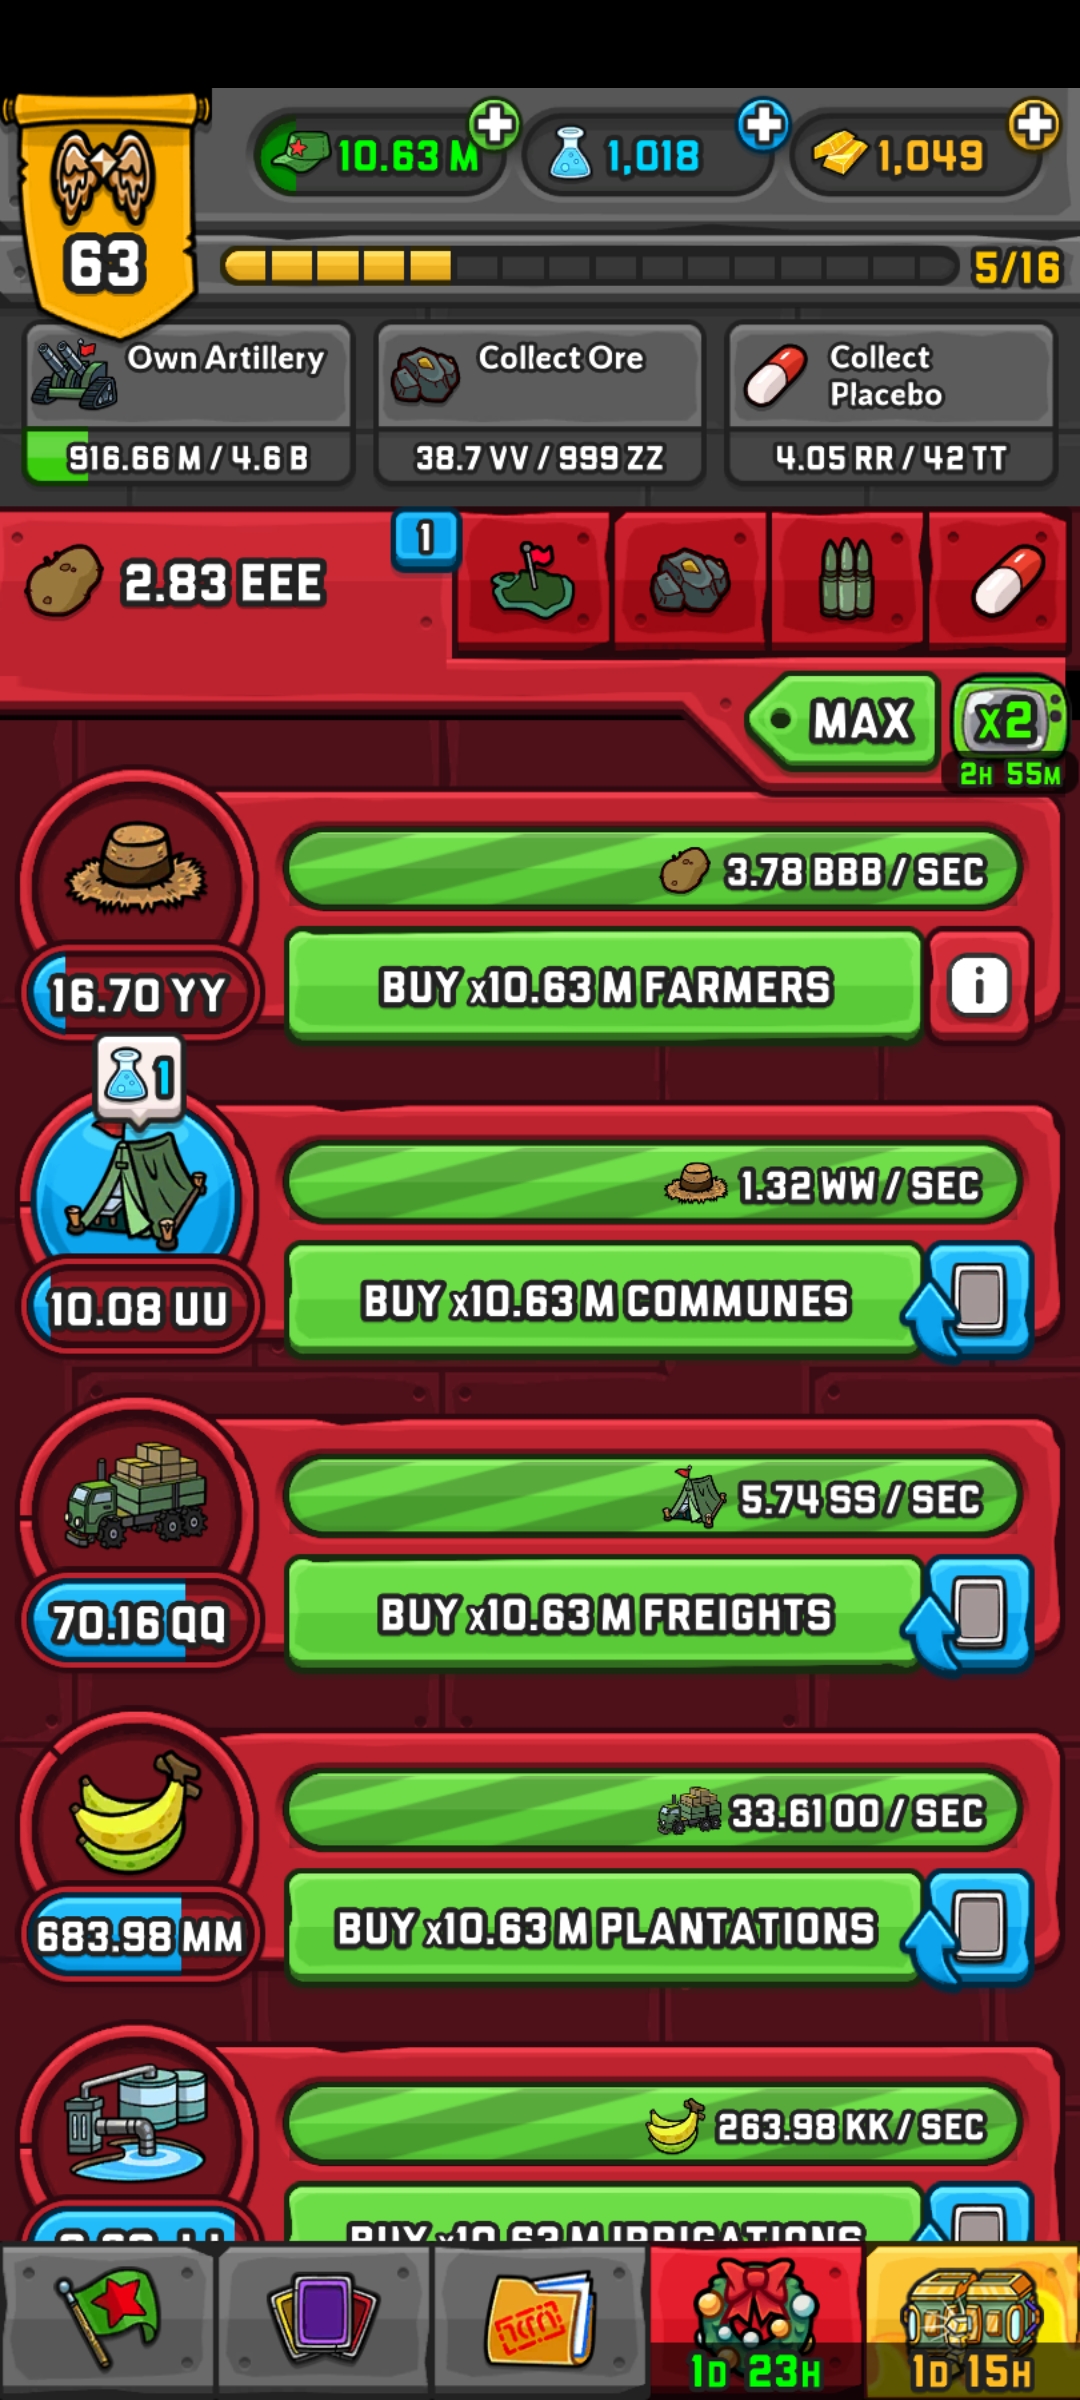 10.63 M
1,018
1,049
63
5/16
Own Artillery
916.66 M / 4.6 B
Collect Ore
38.7 VV / 999 ZZ
Collect
Placebo
4.05 RR / 42 TT
2.83 EEE
1
MAX
x2
2H 55M
3.78 BBB / SEC
16.70 YY
BUY x10.63 M FARMERS
i
1
1.32 WW / SEC
10.08 UU
BUY x10.63 M COMMUNES
5.74 SS / SEC
70.16 QQ
BUY x10.63 M FREIGHTS
33.61 OO / SEC
683.98 MM
BUY x10.63 M PLANTATIONS
263.98 KK / SEC
BUY x10.63 M IRRIGATIONS
1D 23H
1D 15H